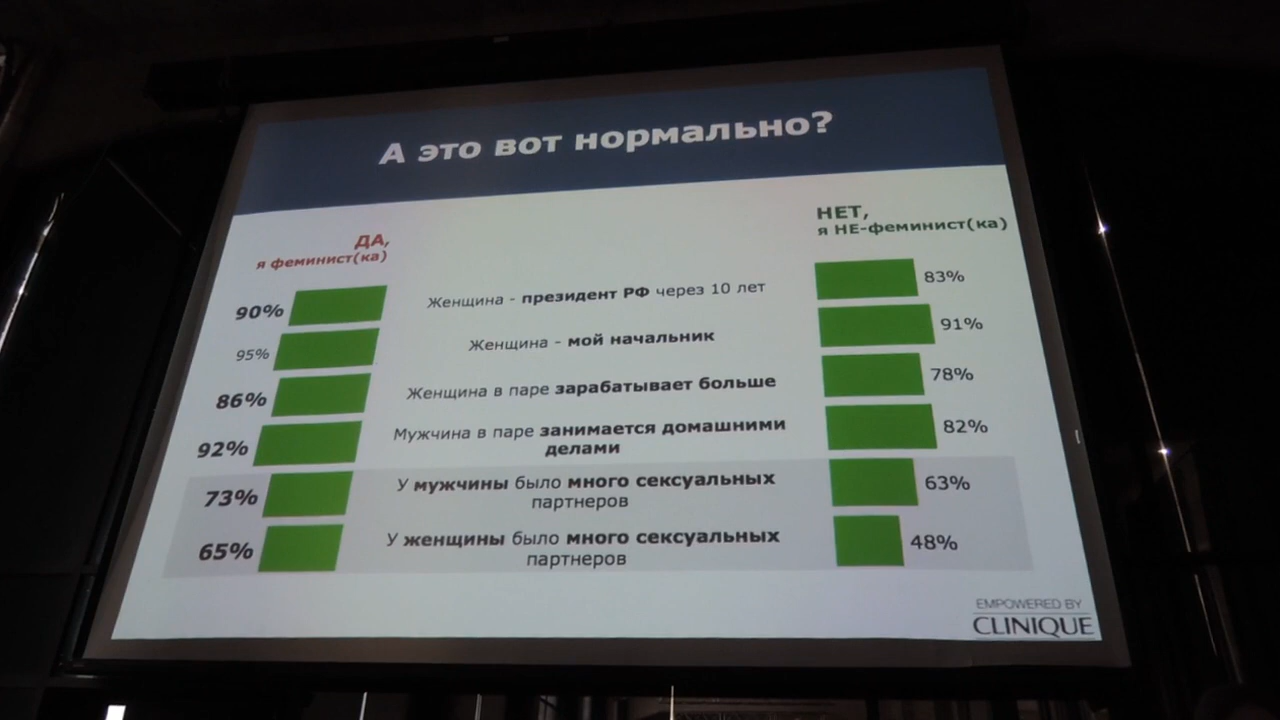 А это вот нормально?
ДА,
я феминист(ка)
НЕТ,
я НЕ-феминист(ка)
90% Женщина - президент РФ через 10 лет 83%
95% Женщина - мой начальник 91%
86% Женщина в паре зарабатывает больше 78%
92% Мужчина в паре занимается домашними 82%
делами
73% У мужчины было много сексуальных 63%
партнеров
65% У женщины было много сексуальных 48%
партнеров
EMPOWERED BY
CLINIQUE